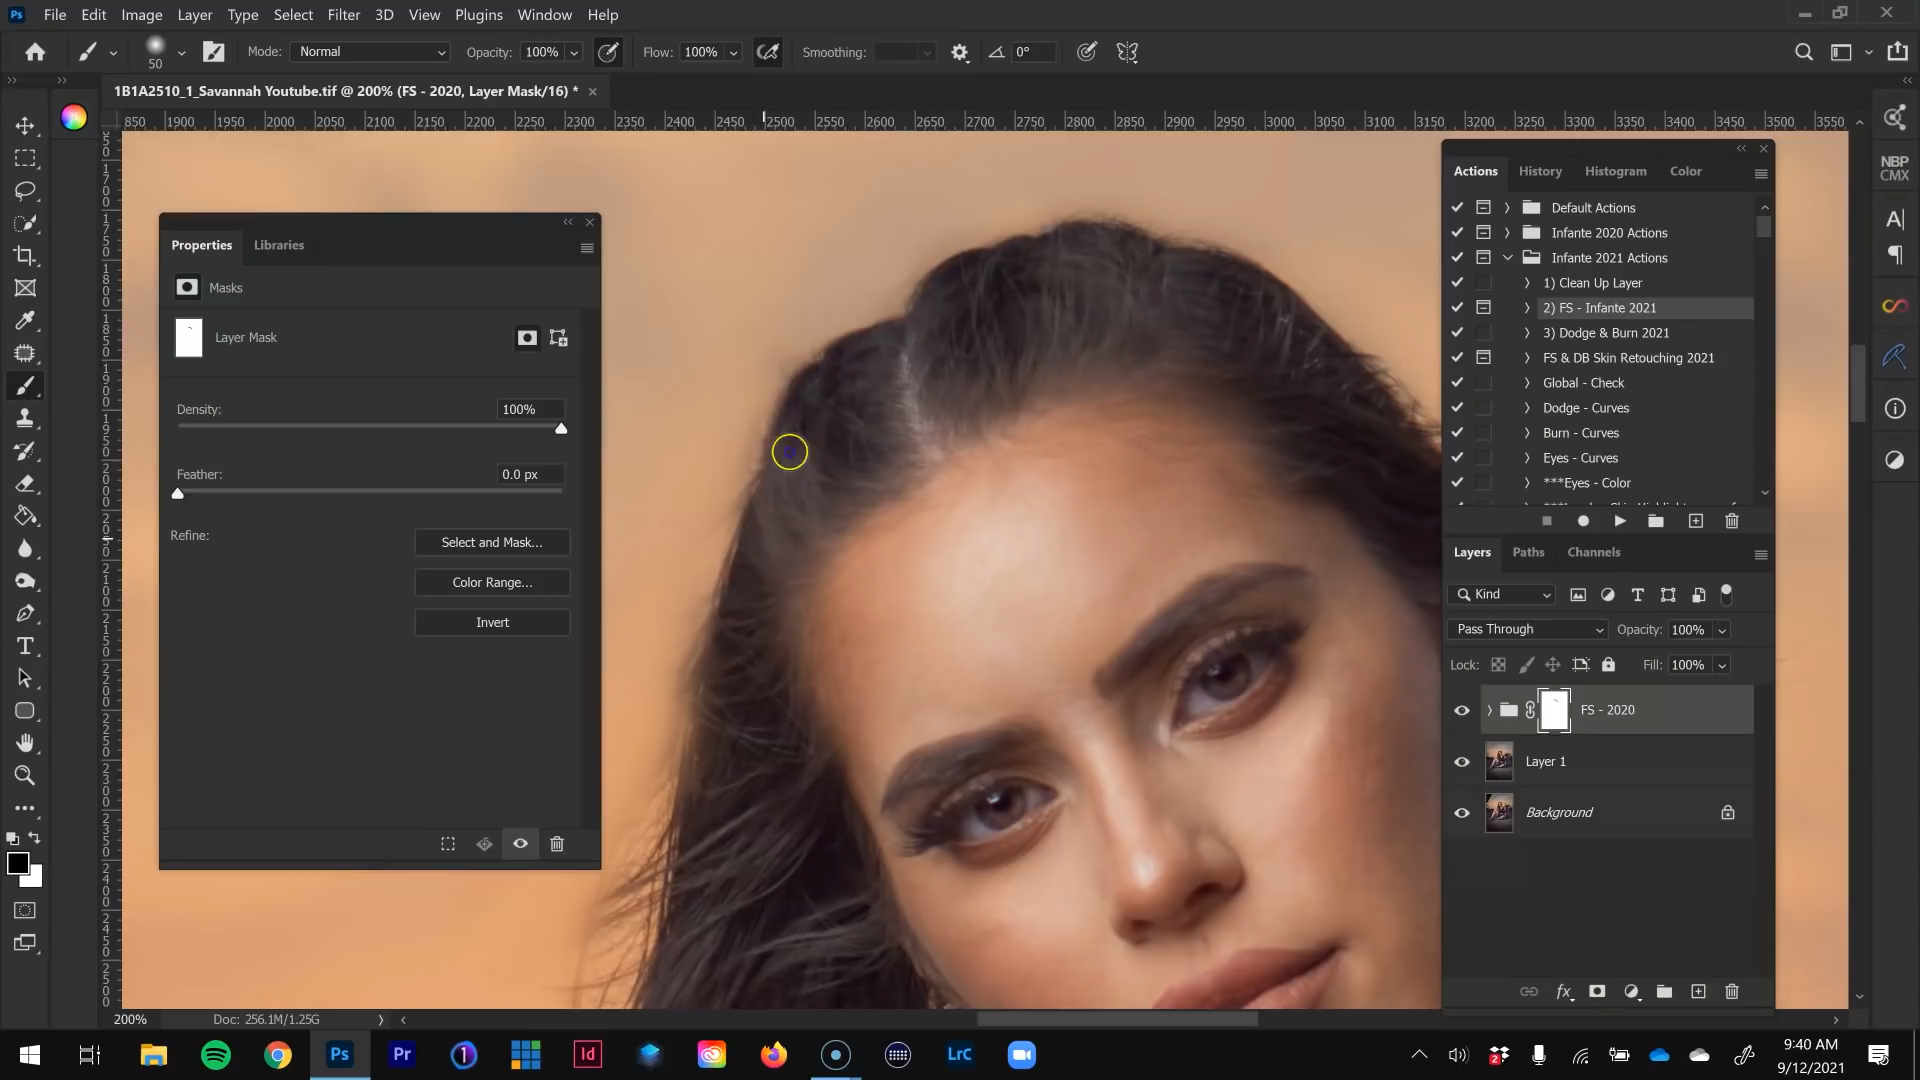 Ps File Edit Image Layer Type Select Filter 3D View Plugins Window Help
50 Mode: Normal Opacity: 100% Flow: 100% Smoothing: 0°
1B1A2510_1_Savannah Youtube.tif @ 200% (FS - 2020, Layer Mask/16) *
850 1900 1950 2000 2050 2100 2150 2200 2250 2300 2350 2400 2450 2500 2550 2600 2650 2700 2750 2800 2850 2900 2950 3000 3050 3100 3150 3200 3250 3300 3350 3400 3450 3500 3550
Properties Libraries
Masks
Layer Mask
Density: 100%
Feather: 0.0 px
Refine:
Select and Mask...
Color Range...
Invert
Actions History Histogram Color
Default Actions
Infante 2020 Actions
Infante 2021 Actions
1) Clean Up Layer
2) FS - Infante 2021
3) Dodge & Burn 2021
FS & DB Skin Retouching 2021
Global - Check
Dodge - Curves
Burn - Curves
Eyes - Curves
***Eyes - Color
Layers Paths Channels
Kind
Pass Through Opacity: 100%
Lock: Fill: 100%
FS - 2020
Layer 1
Background
NBP
CMX
200% Doc: 256.1M/1.25G
Ps Pr Id LrC
9:40 AM
9/12/2021